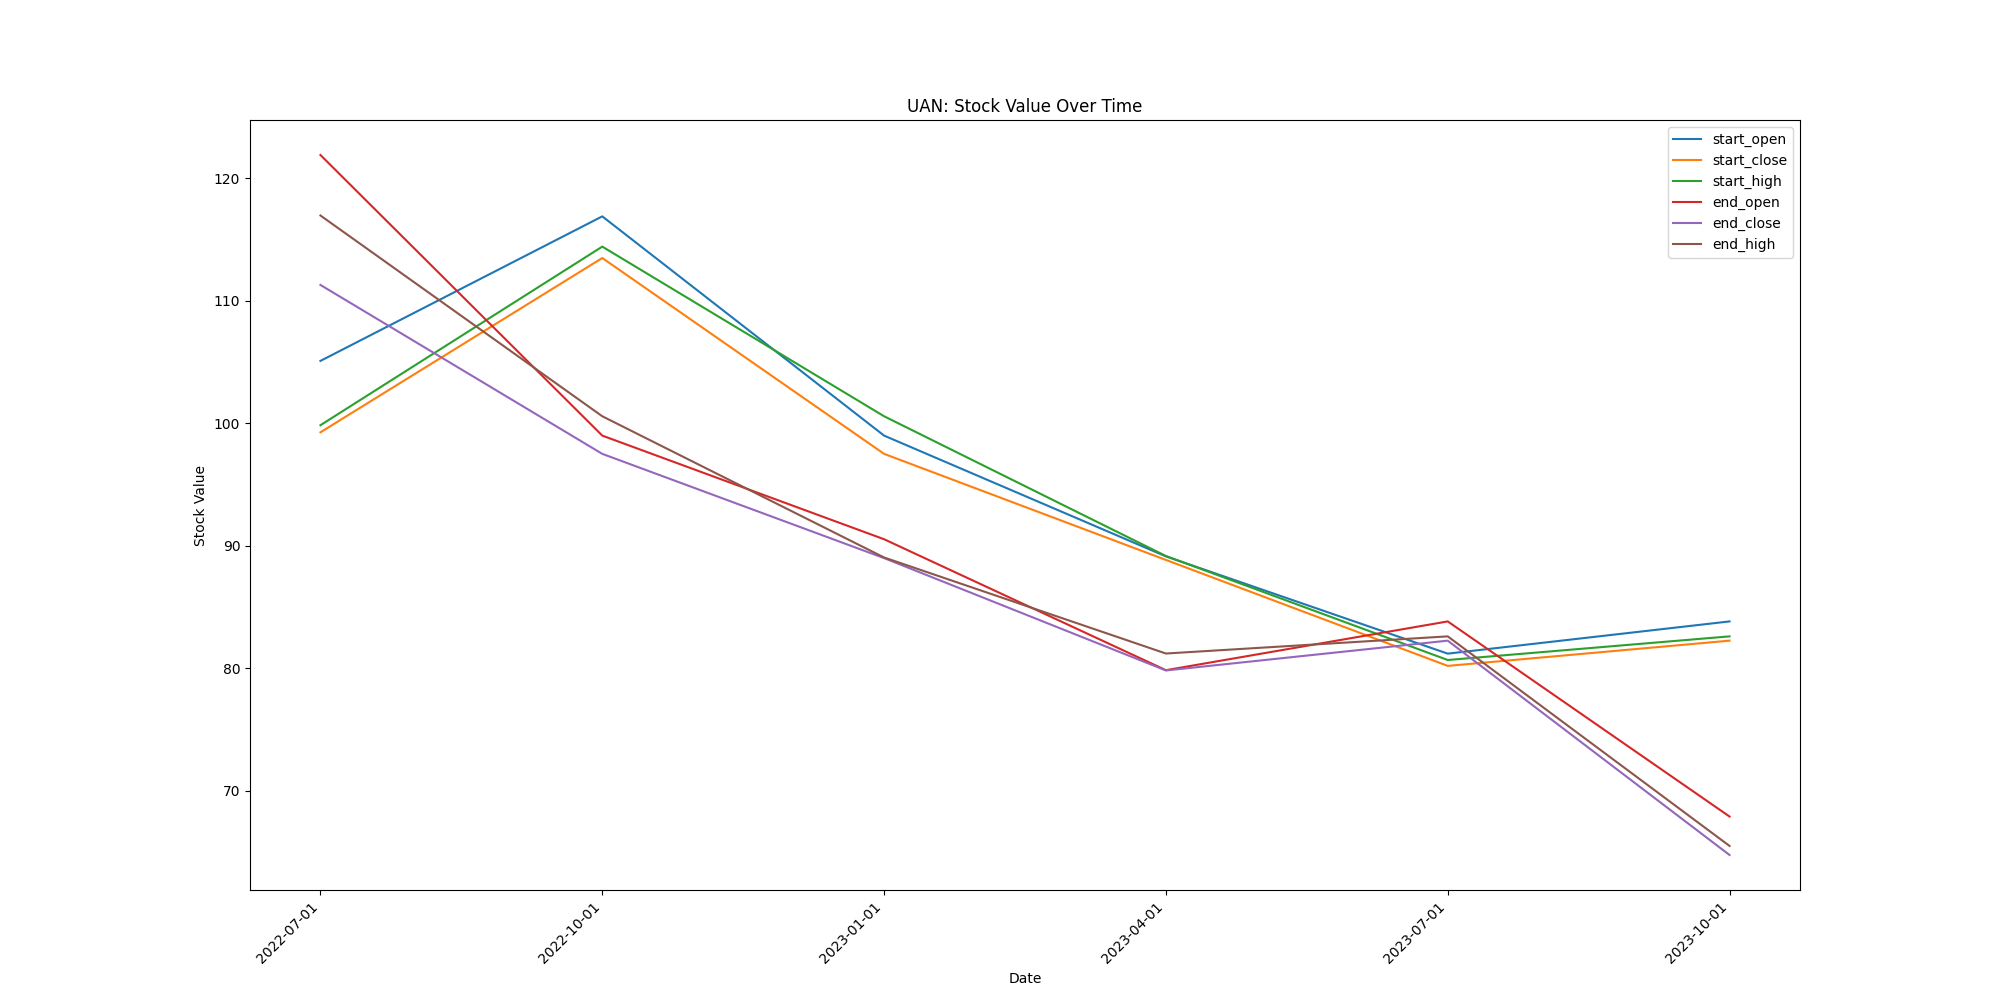 UAN: Stock Value Over Time
start_open
start_close
start_high
end_open
end_close
end_high
120
110
100
90
80
70
Stock Value
2022-07-01
2022-10-01
2023-01-01
2023-04-01
2023-07-01
2023-10-01
Date